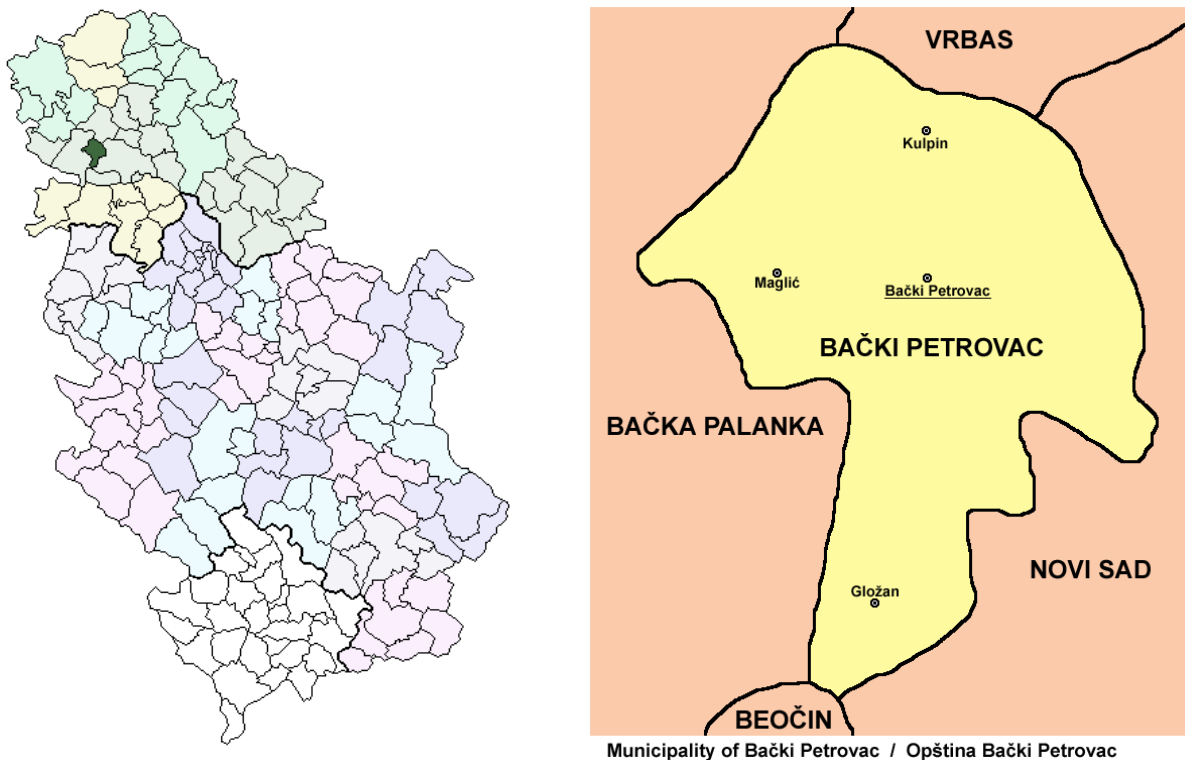 VRBAS
Kulpin
Maglić
Bački Petrovac
BAČKI PETROVAC
BAČKA PALANKA
NOVI SAD
Gložan
BEOČIN
Municipality of Bački Petrovac / Opština Bački Petrovac